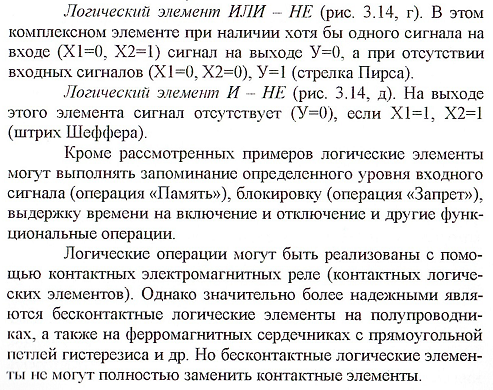 Логический элемент ИЛИ – НЕ (рис. 3.14, г). В этом
комплексном элементе при наличии хотя бы одного сигнала на
входе (X1=0, X2=1) сигнал на выходе У=0, а при отсутствии
входных сигналов (X1=0, X2=0), У=1 (стрелка Пирса).
Логический элемент И – НЕ (рис. 3.14, д). На выходе
этого элемента сигнал отсутствует (У=0), если X1=1, X2=1
(штрих Шеффера).
Кроме рассмотренных примеров логические элементы
могут выполнять запоминание определенного уровня входного
сигнала (операция «Память»), блокировку (операция «Запрет»),
выдержку времени на включение и отключение и другие функ-
циональные операции.
Логические операции могут быть реализованы с помо-
щью контактных электромагнитных реле (контактных логиче-
ских элементов). Однако значительно более надежными явля-
ются бесконтактные логические элементы на полупроводни-
ках, а также на ферромагнитных сердечниках с прямоугольной
петлей гистерезиса и др. Но бесконтактные логические элемен-
ты не могут полностью заменить контактные элементы.